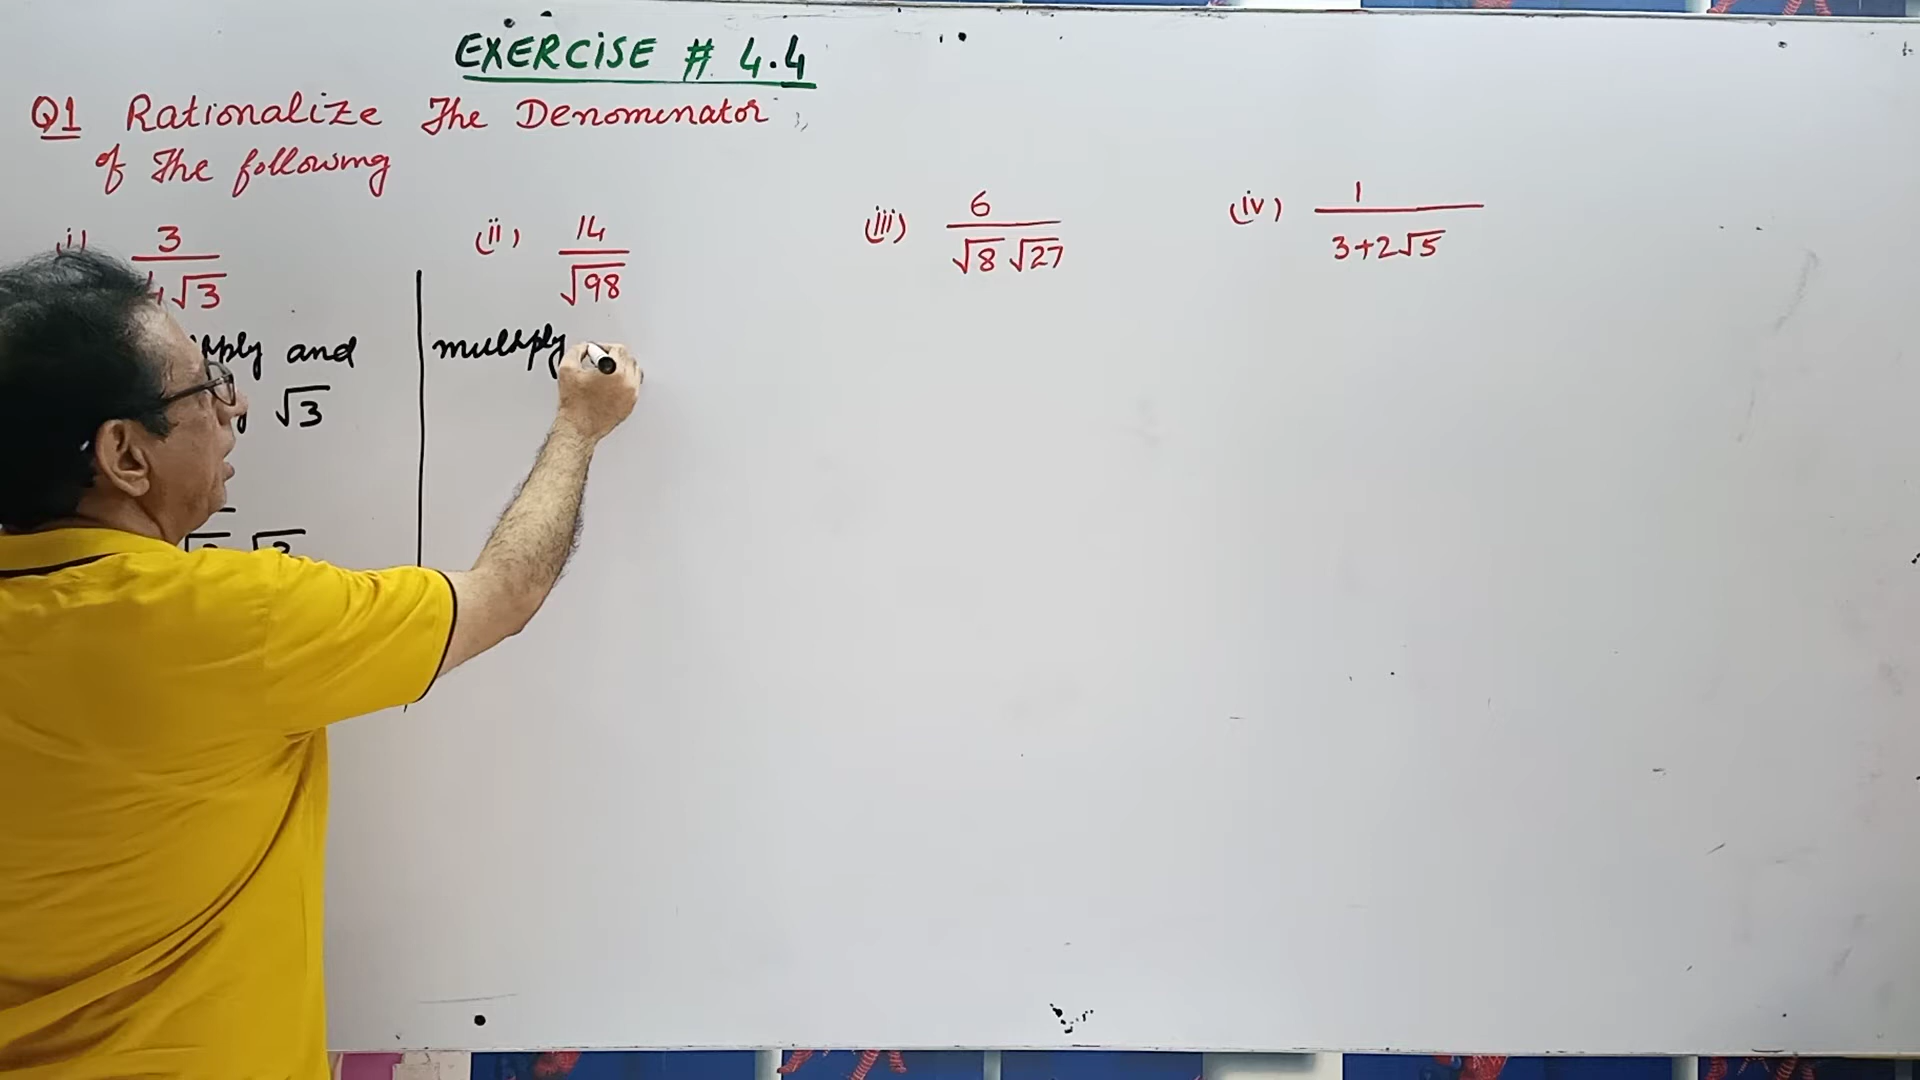 EXERCISE # 4.4
Q1 Rationalize The Denominator
of The following
(i) 3 / 4√3
(ii) 14 / √98
(iii) 6 / √8 √27
(iv) 1 / 3+2√5
and
√3
multiply